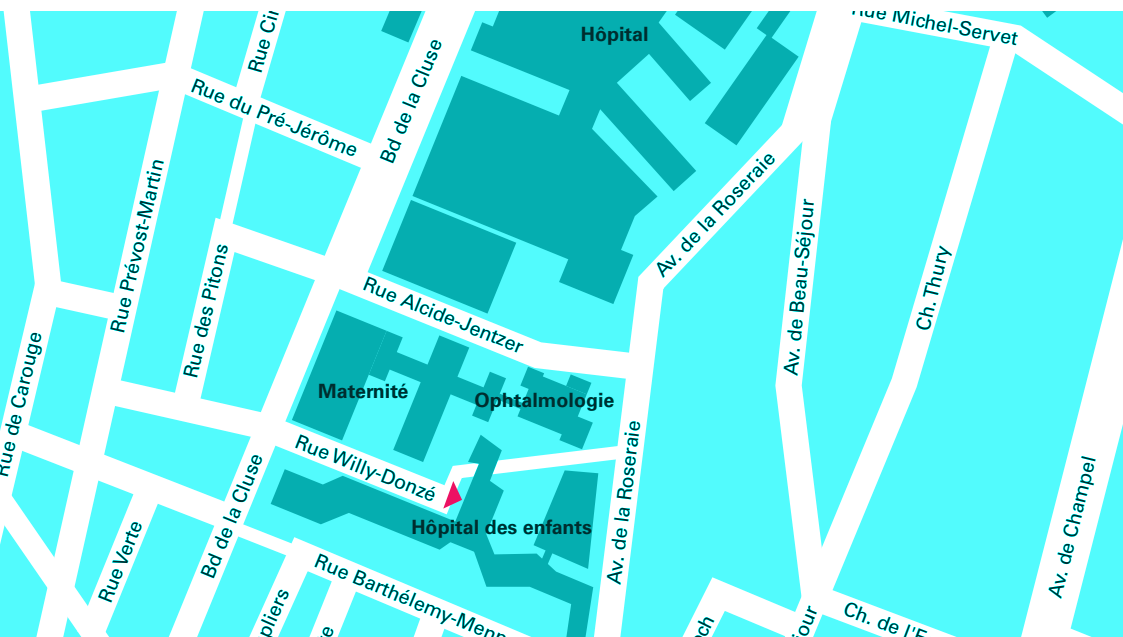 Rue Michel-Servet
Rue
Hôpital
Bd de la Cluse
Rue du Pré-Jérôme
Av. de la Roseraie
Rue Prévost-Martin
Av. de Beau-Séjour
Ch. Thury
Rue des Pitons
Rue Alcide-Jentzer
Rue de Carouge
Maternité
Ophtalmologie
Rue Willy-Donzé
Av. de la Roseraie
Bd de la Cluse
Hôpital des enfants
Av. de Champel
Rue Verte
Rue Barthélemy-Menn
Ch. de l'